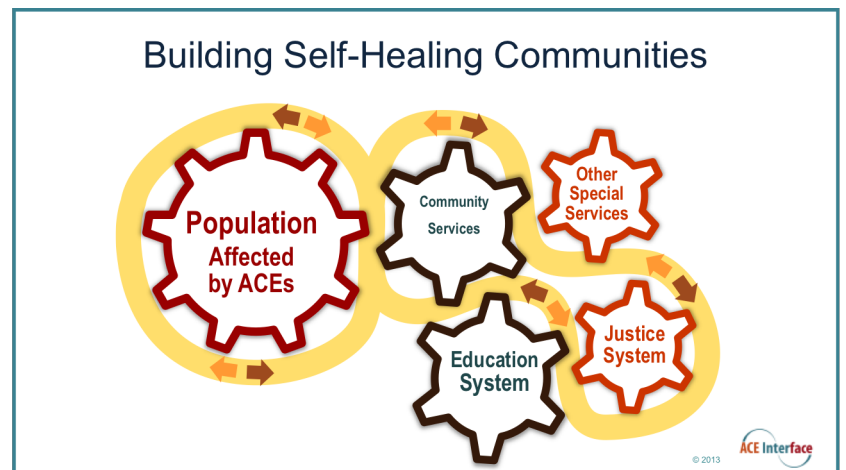 Building Self-Healing Communities
Population
Affected
by ACEs
Community
Services
Other
Special
Services
Education
System
Justice
System
© 2013
ACE Interface